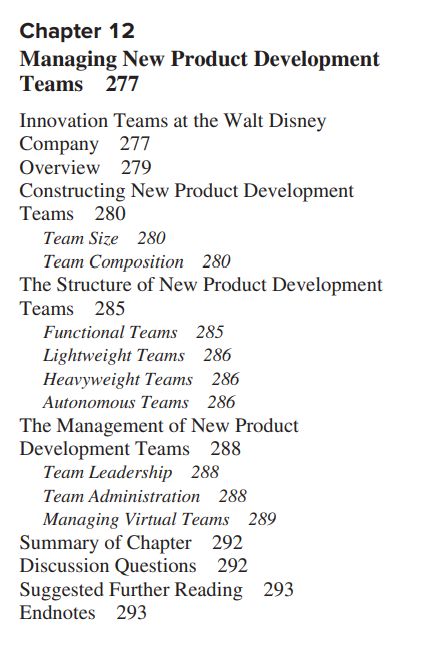 Chapter 12
Managing New Product Development
Teams 277
Innovation Teams at the Walt Disney
Company 277
Overview 279
Constructing New Product Development
Teams 280
Team Size 280
Team Composition 280
The Structure of New Product Development
Teams 285
Functional Teams 285
Lightweight Teams 286
Heavyweight Teams 286
Autonomous Teams 286
The Management of New Product
Development Teams 288
Team Leadership 288
Team Administration 288
Managing Virtual Teams 289
Summary of Chapter 292
Discussion Questions 292
Suggested Further Reading 293
Endnotes 293